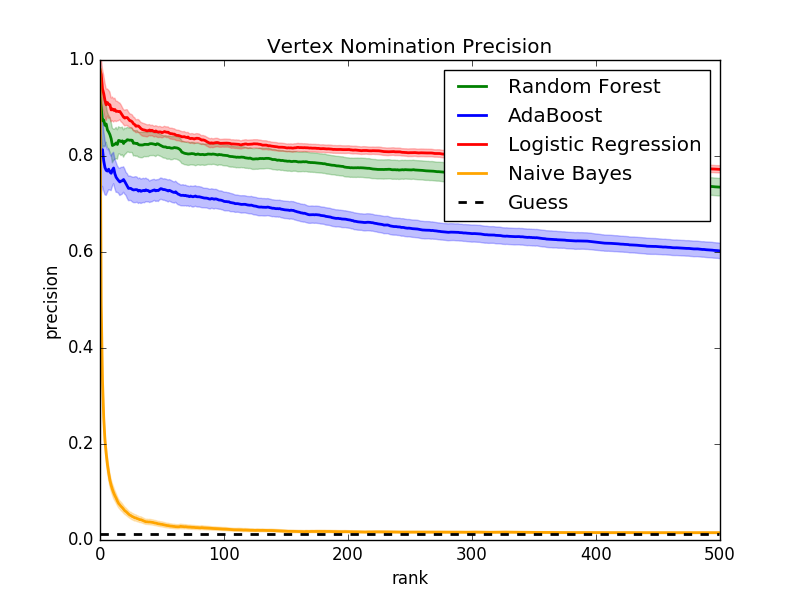 Vertex Nomination Precision
1.0
0.8
0.6
0.4
0.2
0.0
precision
Random Forest
AdaBoost
Logistic Regression
Naive Bayes
Guess
0 100 200 300 400 500
rank